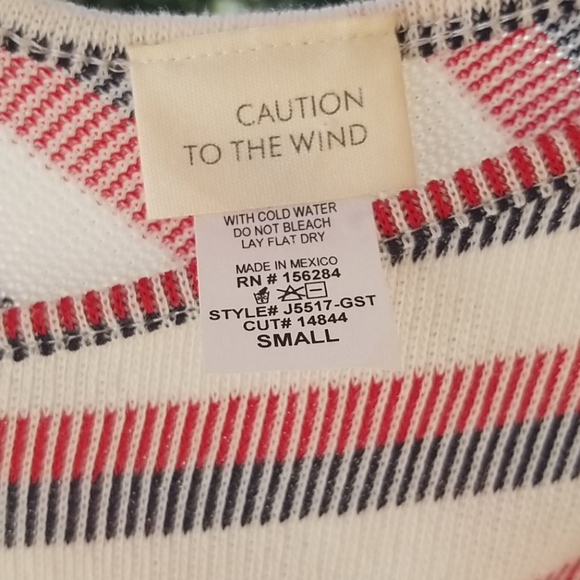 CAUTION
TO THE WIND
WITH COLD WATER
DO NOT BLEACH
LAY FLAT DRY
MADE IN MEXICO
RN # 156284
STYLE# J5517-GST
CUT# 14844
SMALL